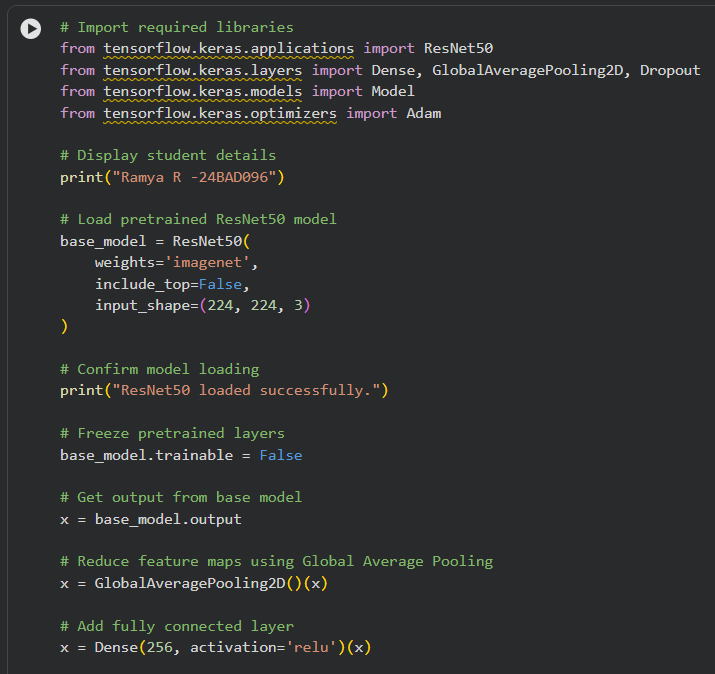 # Import required libraries
from tensorflow.keras.applications import ResNet50
from tensorflow.keras.layers import Dense, GlobalAveragePooling2D, Dropout
from tensorflow.keras.models import Model
from tensorflow.keras.optimizers import Adam
# Display student details
print("Ramya R -24BAD096")
# Load pretrained ResNet50 model
base_model = ResNet50(
    weights='imagenet',
    include_top=False,
    input_shape=(224, 224, 3)
)
# Confirm model loading
print("ResNet50 loaded successfully.")
# Freeze pretrained layers
base_model.trainable = False
# Get output from base model
x = base_model.output
# Reduce feature maps using Global Average Pooling
x = GlobalAveragePooling2D()(x)
# Add fully connected layer
x = Dense(256, activation='relu')(x)